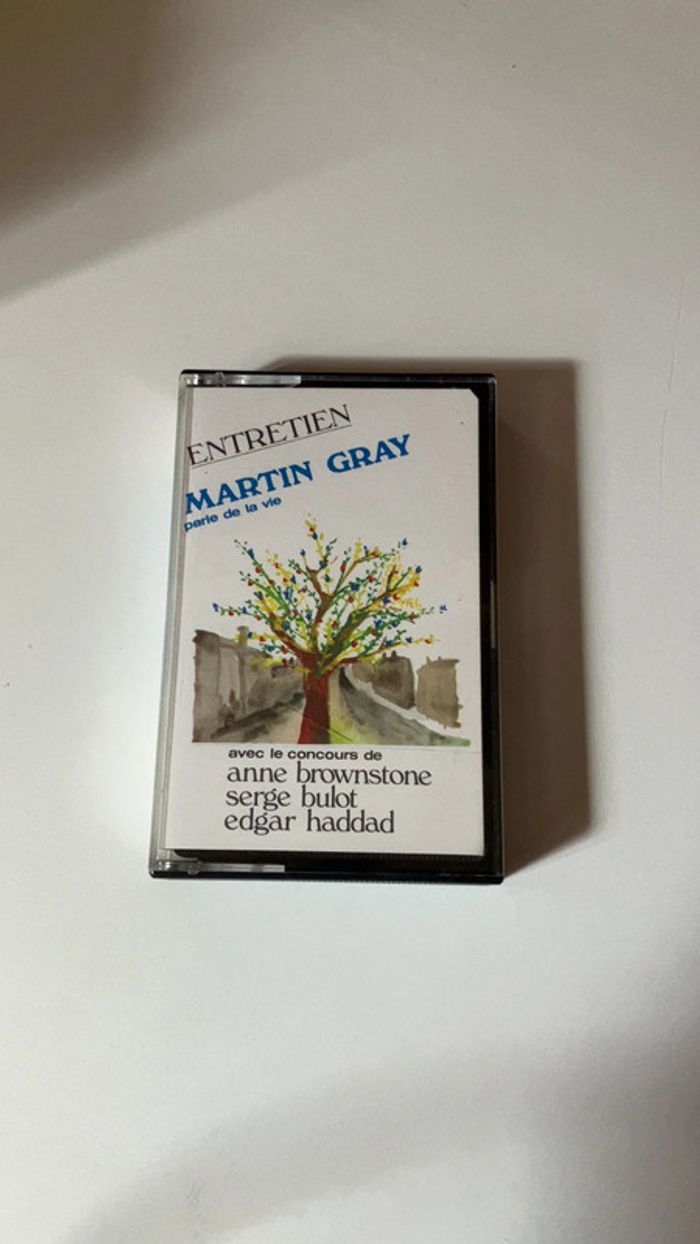 ENTRETIEN
MARTIN GRAY
parle de la vie
avec le concours de
anne brownstone
serge bulot
edgar haddad